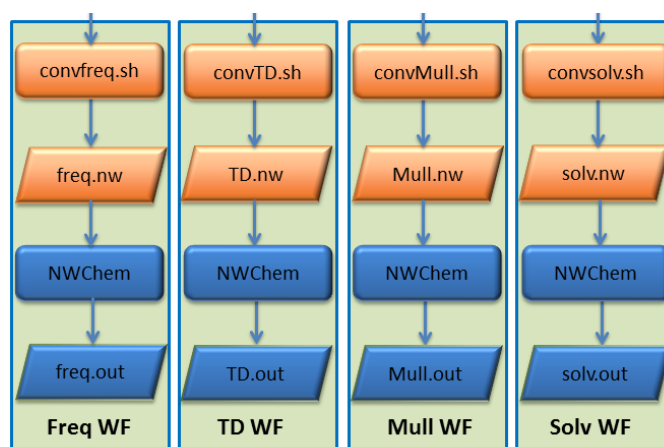 convfreq.sh
convTD.sh
convMull.sh
convsolv.sh
freq.nw
TD.nw
Mull.nw
solv.nw
NWChem
NWChem
NWChem
NWChem
freq.out
TD.out
Mull.out
solv.out
Freq WF
TD WF
Mull WF
Solv WF